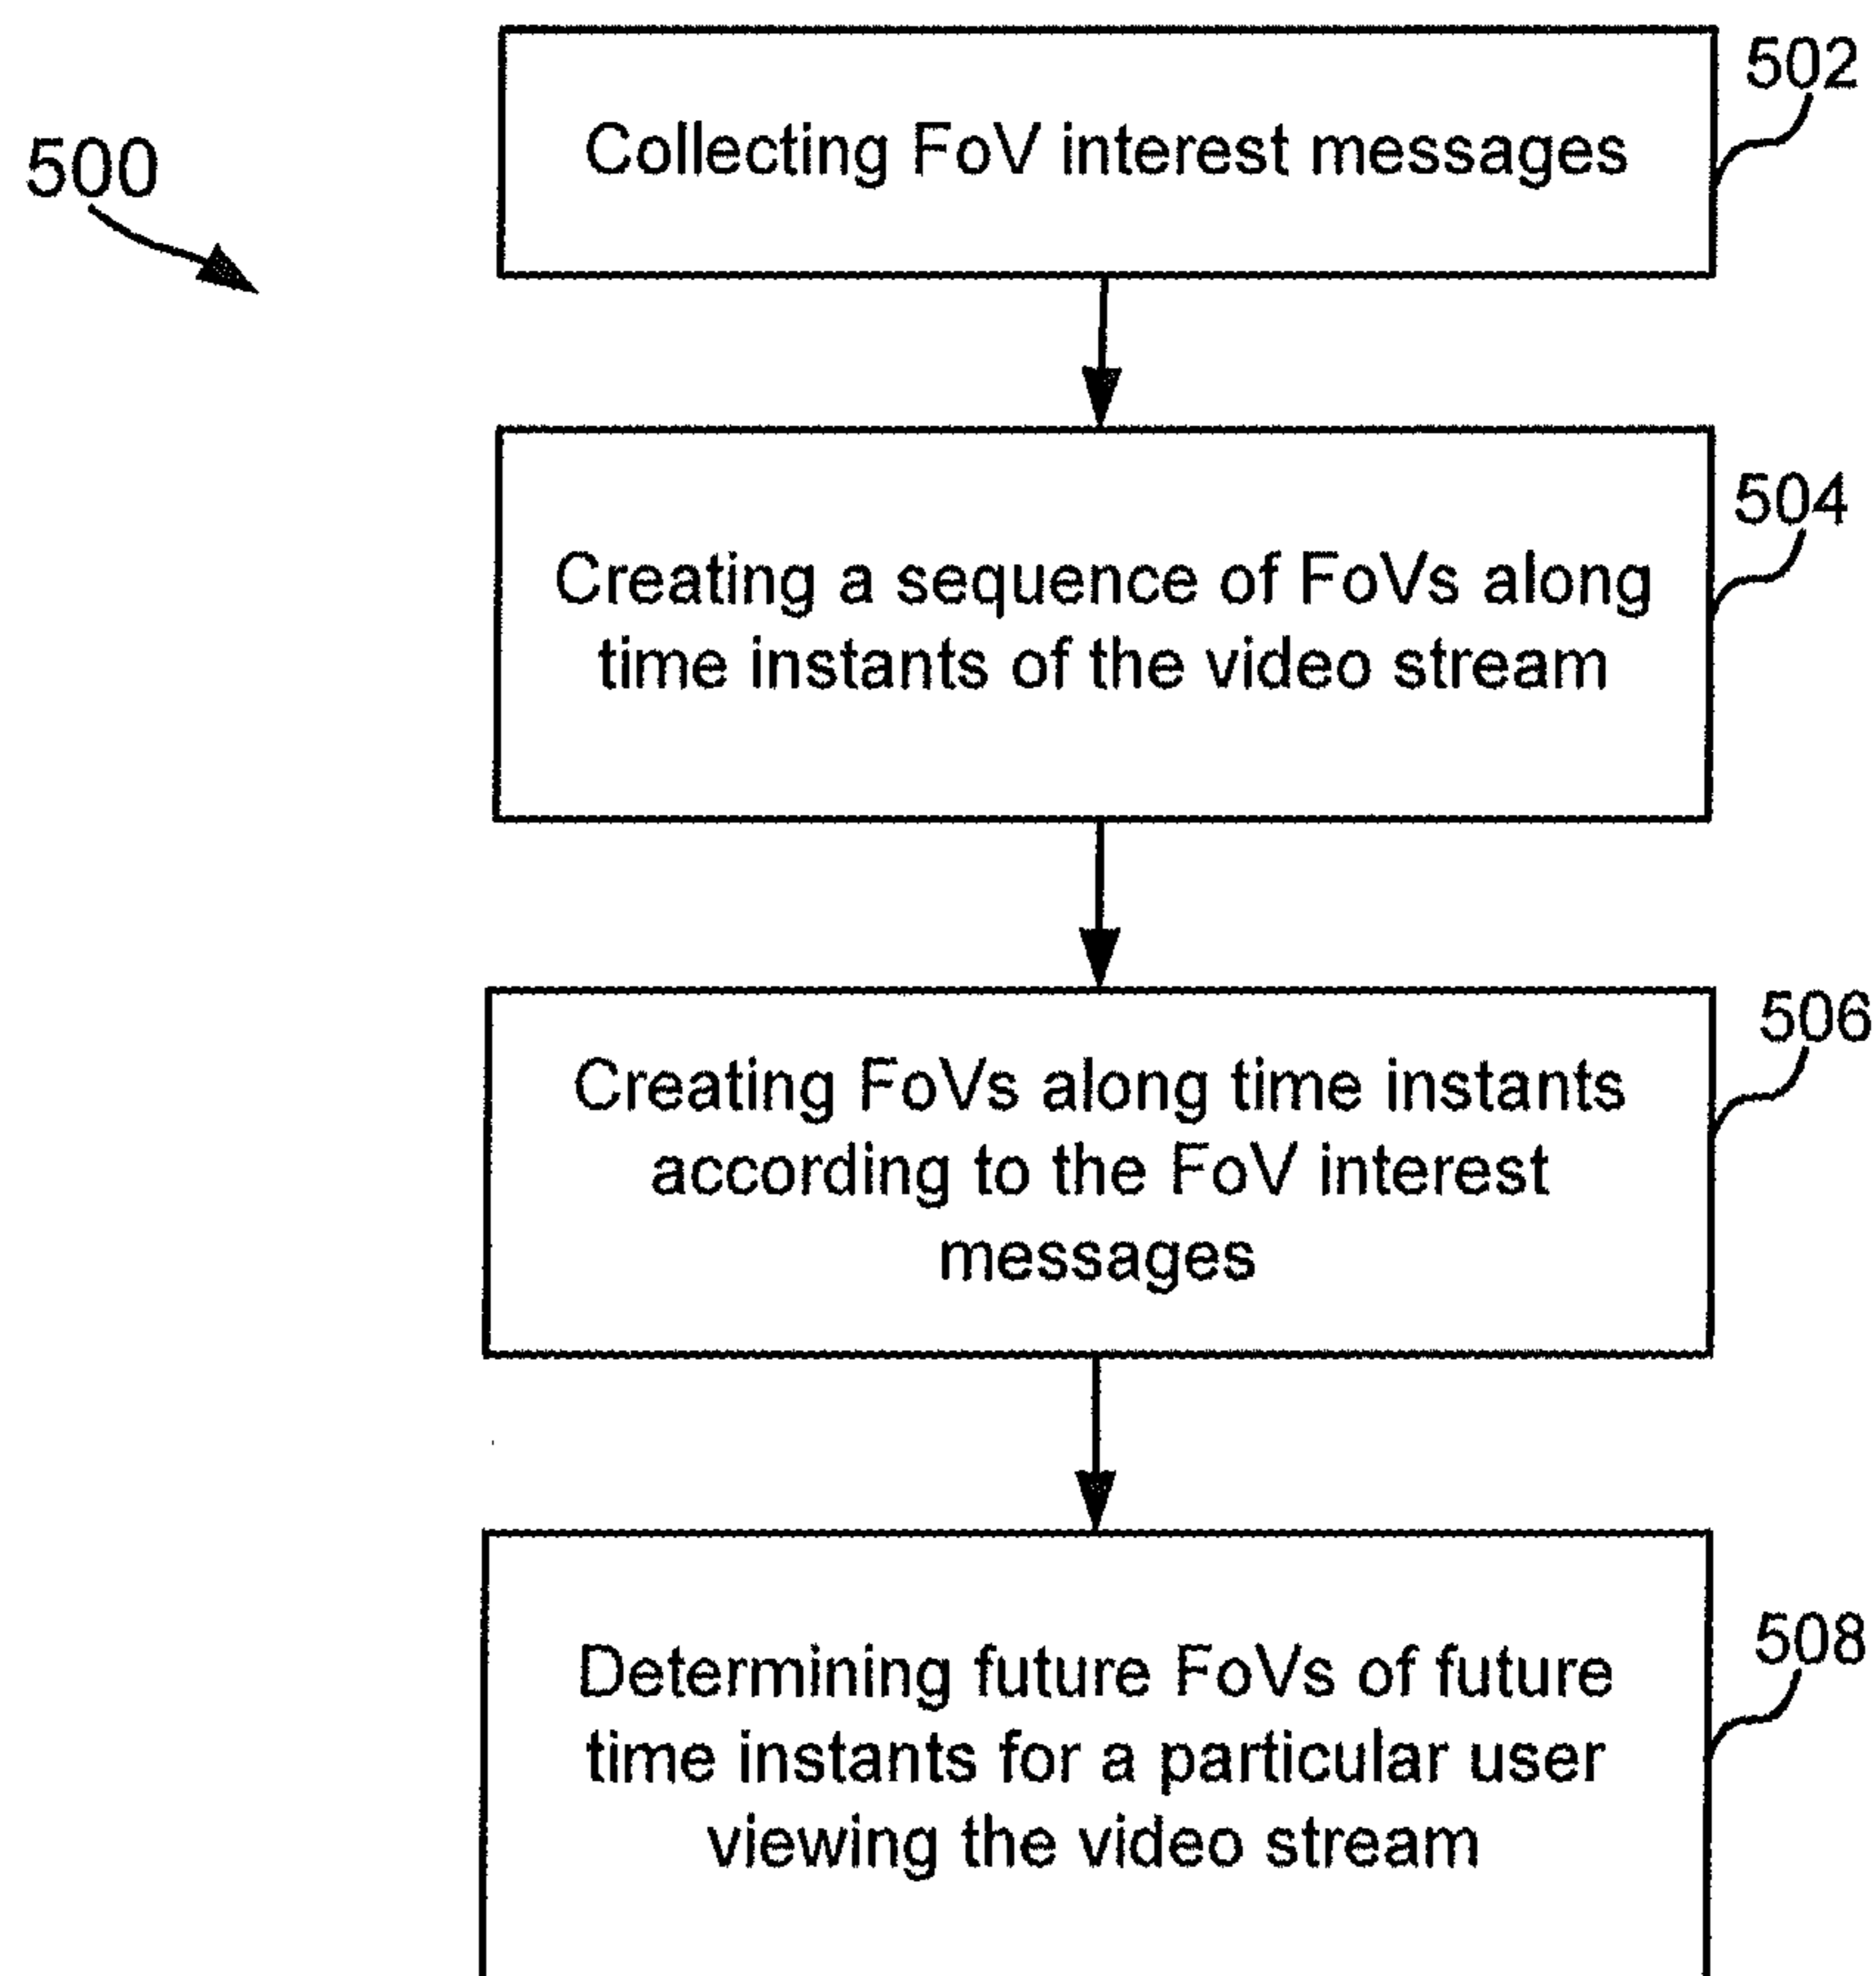 502
Collecting FoV interest messages
500
504
Creating a sequence of FoVs along
time instants of the video stream
506
Creating FoVs along time instants
according to the FoV interest
messages
508
Determining future FoVs of future
time instants for a particular user
viewing the video stream